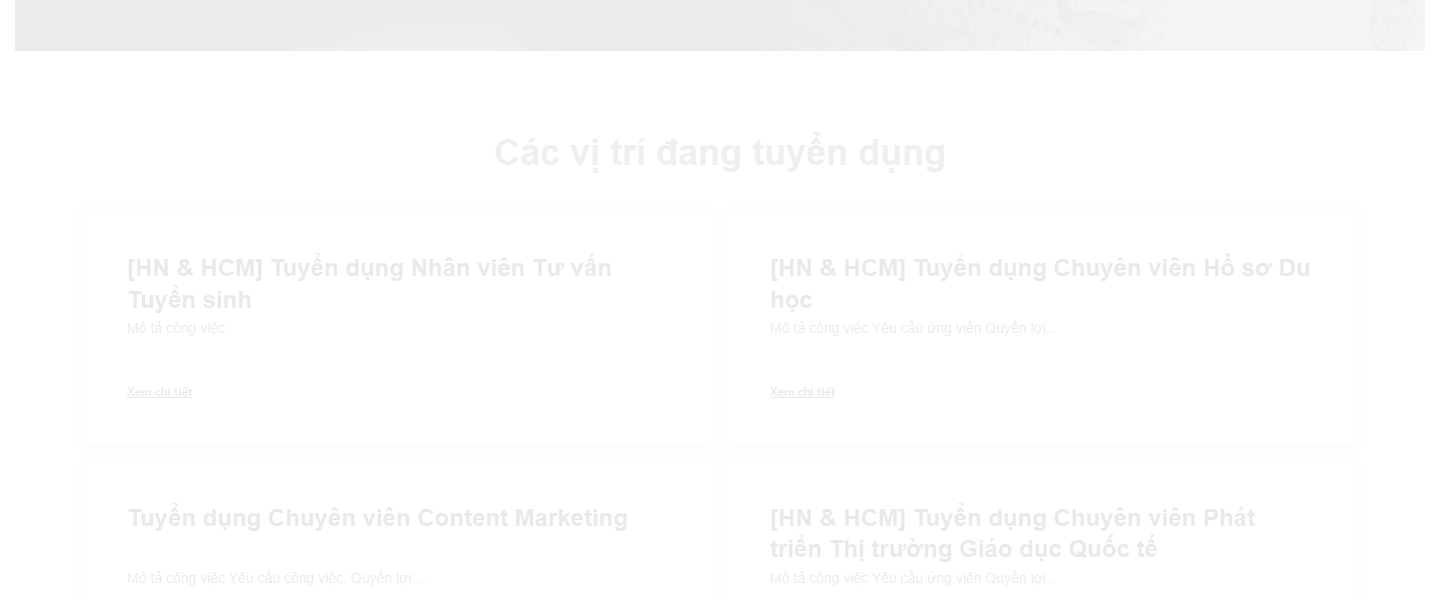 Các vị trí đang tuyển dụng
[HN & HCM] Tuyển dụng Nhân viên Tư vấn
Tuyển sinh
Mô tả công việc
Xem chi tiết
[HN & HCM] Tuyển dụng Chuyên viên Hồ sơ Du
học
Mô tả công việc Yêu cầu ứng viên Quyền lợi...
Xem chi tiết
Tuyển dụng Chuyên viên Content Marketing
Mô tả công việc Yêu cầu công việc: Quyền lợi:...
[HN & HCM] Tuyển dụng Chuyên viên Phát
triển Thị trường Giáo dục Quốc tế
Mô tả công việc Yêu cầu ứng viên Quyền lợi...